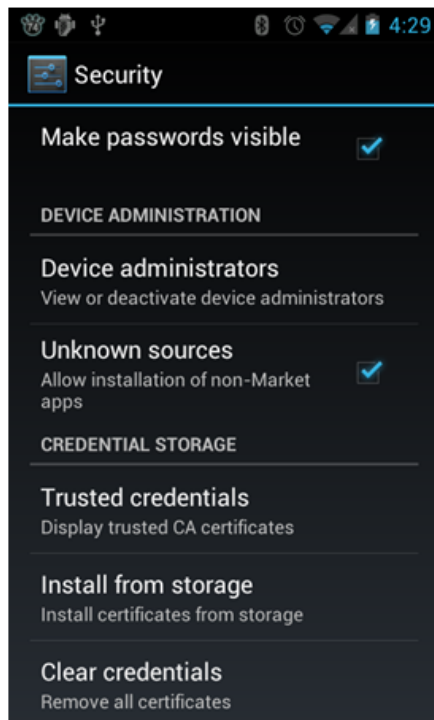 4:29
Security
Make passwords visible
DEVICE ADMINISTRATION
Device administrators
View or deactivate device administrators
Unknown sources
Allow installation of non-Market
apps
CREDENTIAL STORAGE
Trusted credentials
Display trusted CA certificates
Install from storage
Install certificates from storage
Clear credentials
Remove all certificates